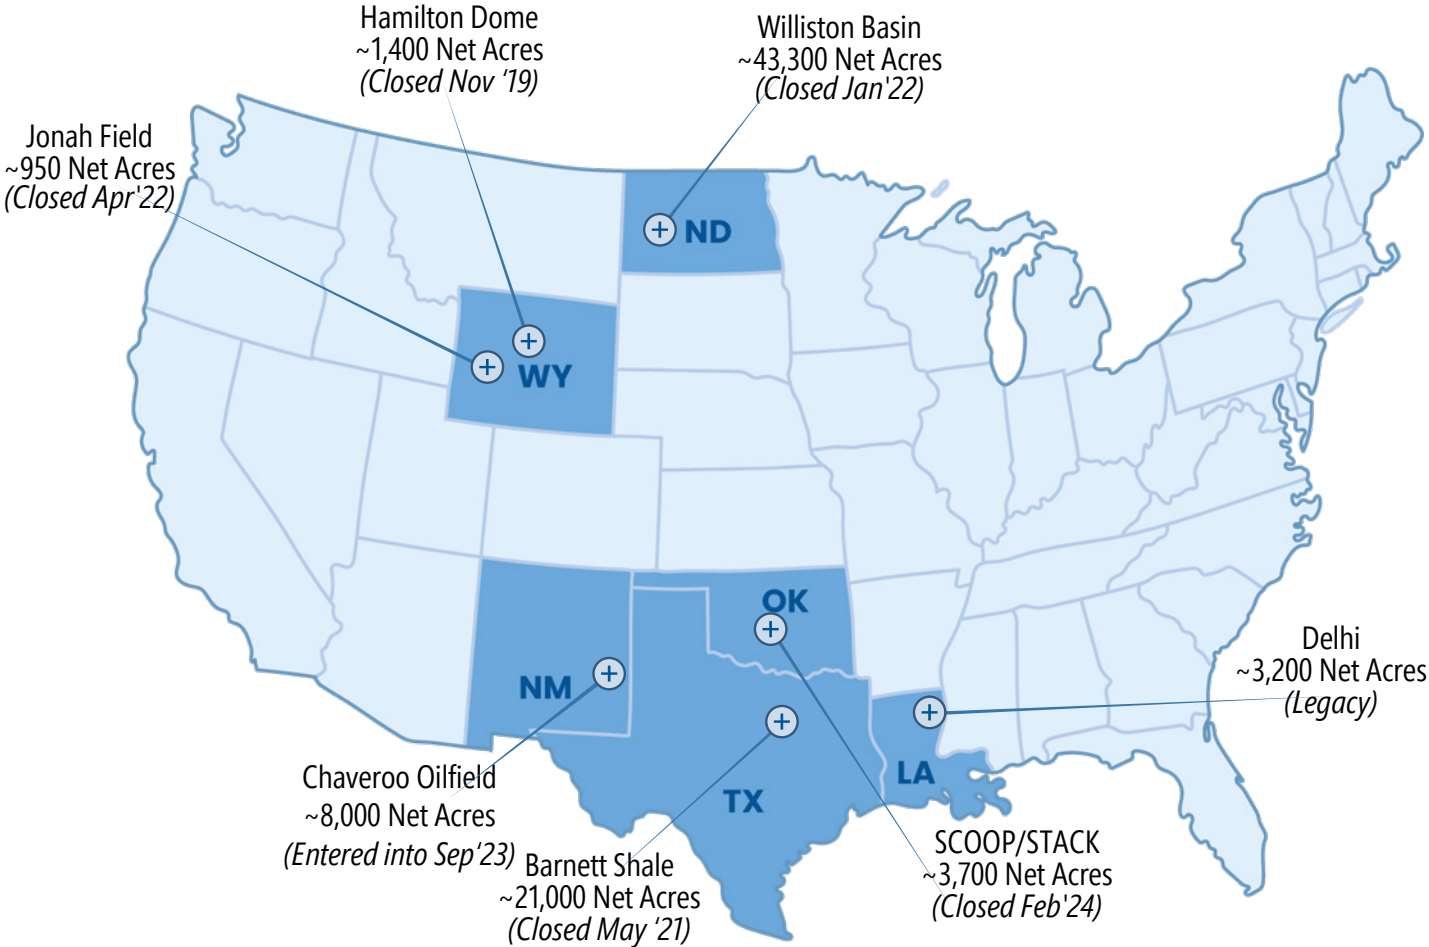 Hamilton Dome
~1,400 Net Acres
(Closed Nov ‘19)
Williston Basin
~43,300 Net Acres
(Closed Jan'22)
Jonah Field
~950 Net Acres
(Closed Apr'22)
ND
WY
OK
NM
TX
LA
Delhi
~3,200 Net Acres
(Legacy)
Chaveroo Oilfield
~8,000 Net Acres
(Entered into Sep‘23)
Barnett Shale
~21,000 Net Acres
(Closed May ‘21)
SCOOP/STACK
~3,700 Net Acres
(Closed Feb'24)